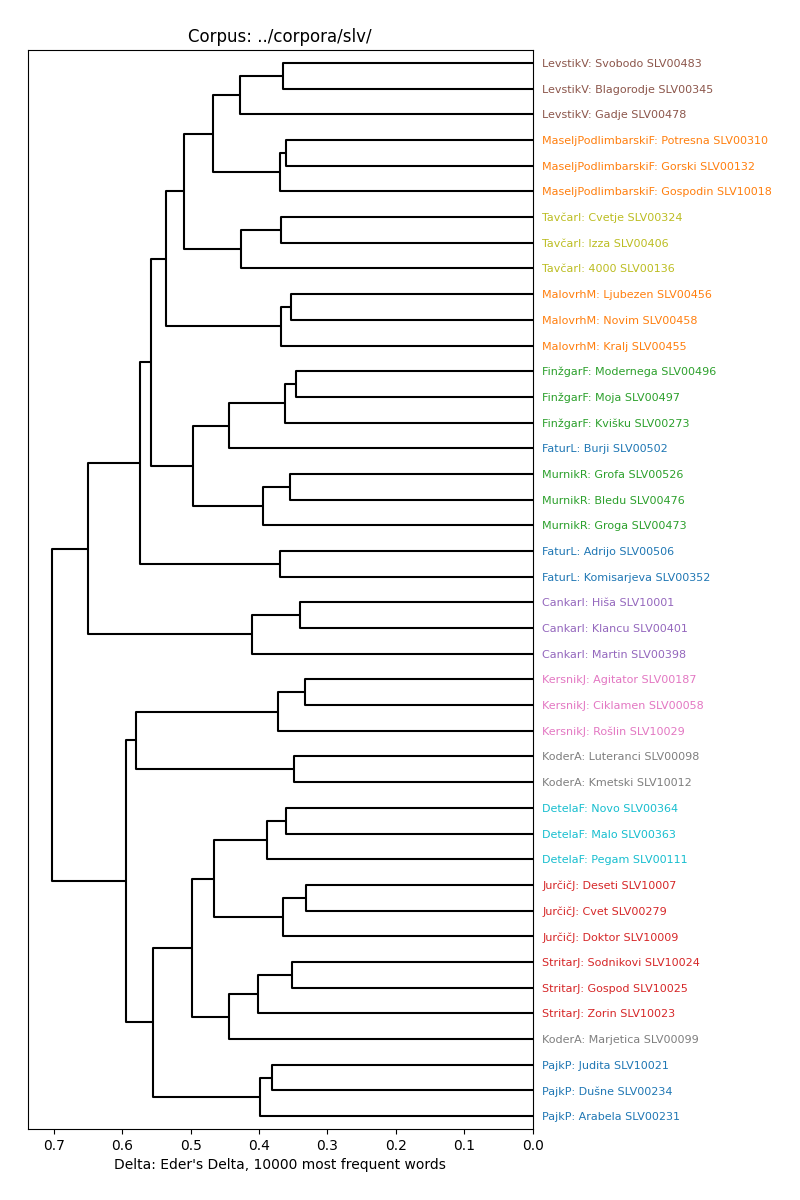 Corpus: ../corpora/slv/
LevstikV: Svobodo SLV00483
LevstikV: Blagorodje SLV00345
LevstikV: Gadje SLV00478
MaseljPodlimbarskiF: Potresna SLV00310
MaseljPodlimbarskiF: Gorski SLV00132
MaseljPodlimbarskiF: Gospodin SLV10018
TavčarI: Cvetje SLV00324
TavčarI: Izza SLV00406
TavčarI: 4000 SLV00136
MalovrhM: Ljubezen SLV00456
MalovrhM: Novim SLV00458
MalovrhM: Kralj SLV00455
FinžgarF: Modernega SLV00496
FinžgarF: Moja SLV00497
FinžgarF: Kvišku SLV00273
FaturL: Burji SLV00502
MurnikR: Grofa SLV00526
MurnikR: Bledu SLV00476
MurnikR: Groga SLV00473
FaturL: Adrijo SLV00506
FaturL: Komisarjeva SLV00352
CankarI: Hiša SLV10001
CankarI: Klancu SLV00401
CankarI: Martin SLV00398
KersnikJ: Agitator SLV00187
KersnikJ: Ciklamen SLV00058
KersnikJ: Rošlin SLV10029
KoderA: Luteranci SLV00098
KoderA: Kmetski SLV10012
DetelaF: Novo SLV00364
DetelaF: Malo SLV00363
DetelaF: Pegam SLV00111
JurčičJ: Deseti SLV10007
JurčičJ: Cvet SLV00279
JurčičJ: Doktor SLV10009
StritarJ: Sodnikovi SLV10024
StritarJ: Gospod SLV10025
StritarJ: Zorin SLV10023
KoderA: Marjetica SLV00099
PajkP: Judita SLV10021
PajkP: Dušne SLV00234
PajkP: Arabela SLV00231
0.7 0.6 0.5 0.4 0.3 0.2 0.1 0.0
Delta: Eder's Delta, 10000 most frequent words